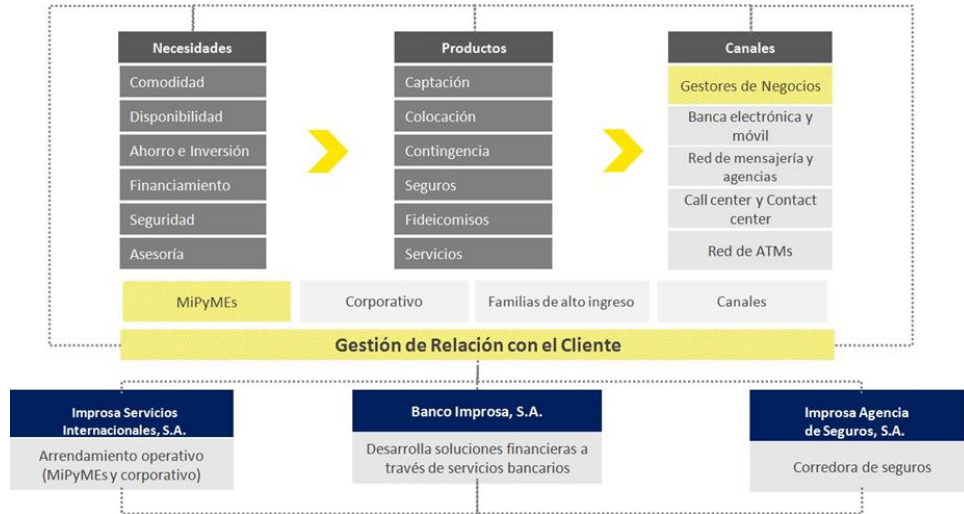 Necesidades
Comodidad
Disponibilidad
Ahorro e Inversión
Financiamiento
Seguridad
Asesoría
Productos
Captación
Colocación
Contingencia
Seguros
Fideicomisos
Servicios
Canales
Gestores de Negocios
Banca electrónica y
móvil
Red de mensajería y
agencias
Call center y Contact
center
Red de ATMs
MiPyMEs
Corporativo
Familias de alto ingreso
Canales
Gestión de Relación con el Cliente
Improsa Servicios
Internacionales, S.A.
Arrendamiento operativo
(MiPyMEs y corporativo)
Banco Improsa, S.A.
Desarrolla soluciones financieras a
través de servicios bancarios
Improsa Agencia
de Seguros, S.A.
Corredora de seguros